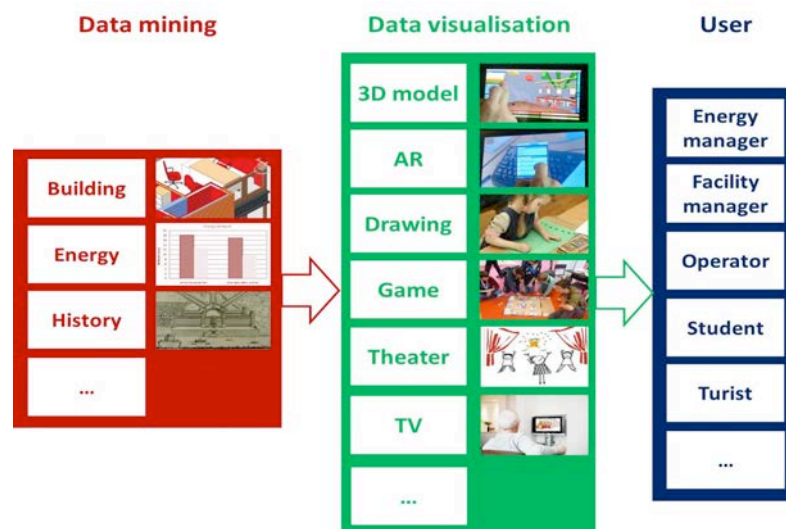 Data mining
Data visualisation
User
Building
Energy
History
...
3D model
AR
Drawing
Game
Theater
TV
...
Energy
manager
Facility
manager
Operator
Student
Turist
...